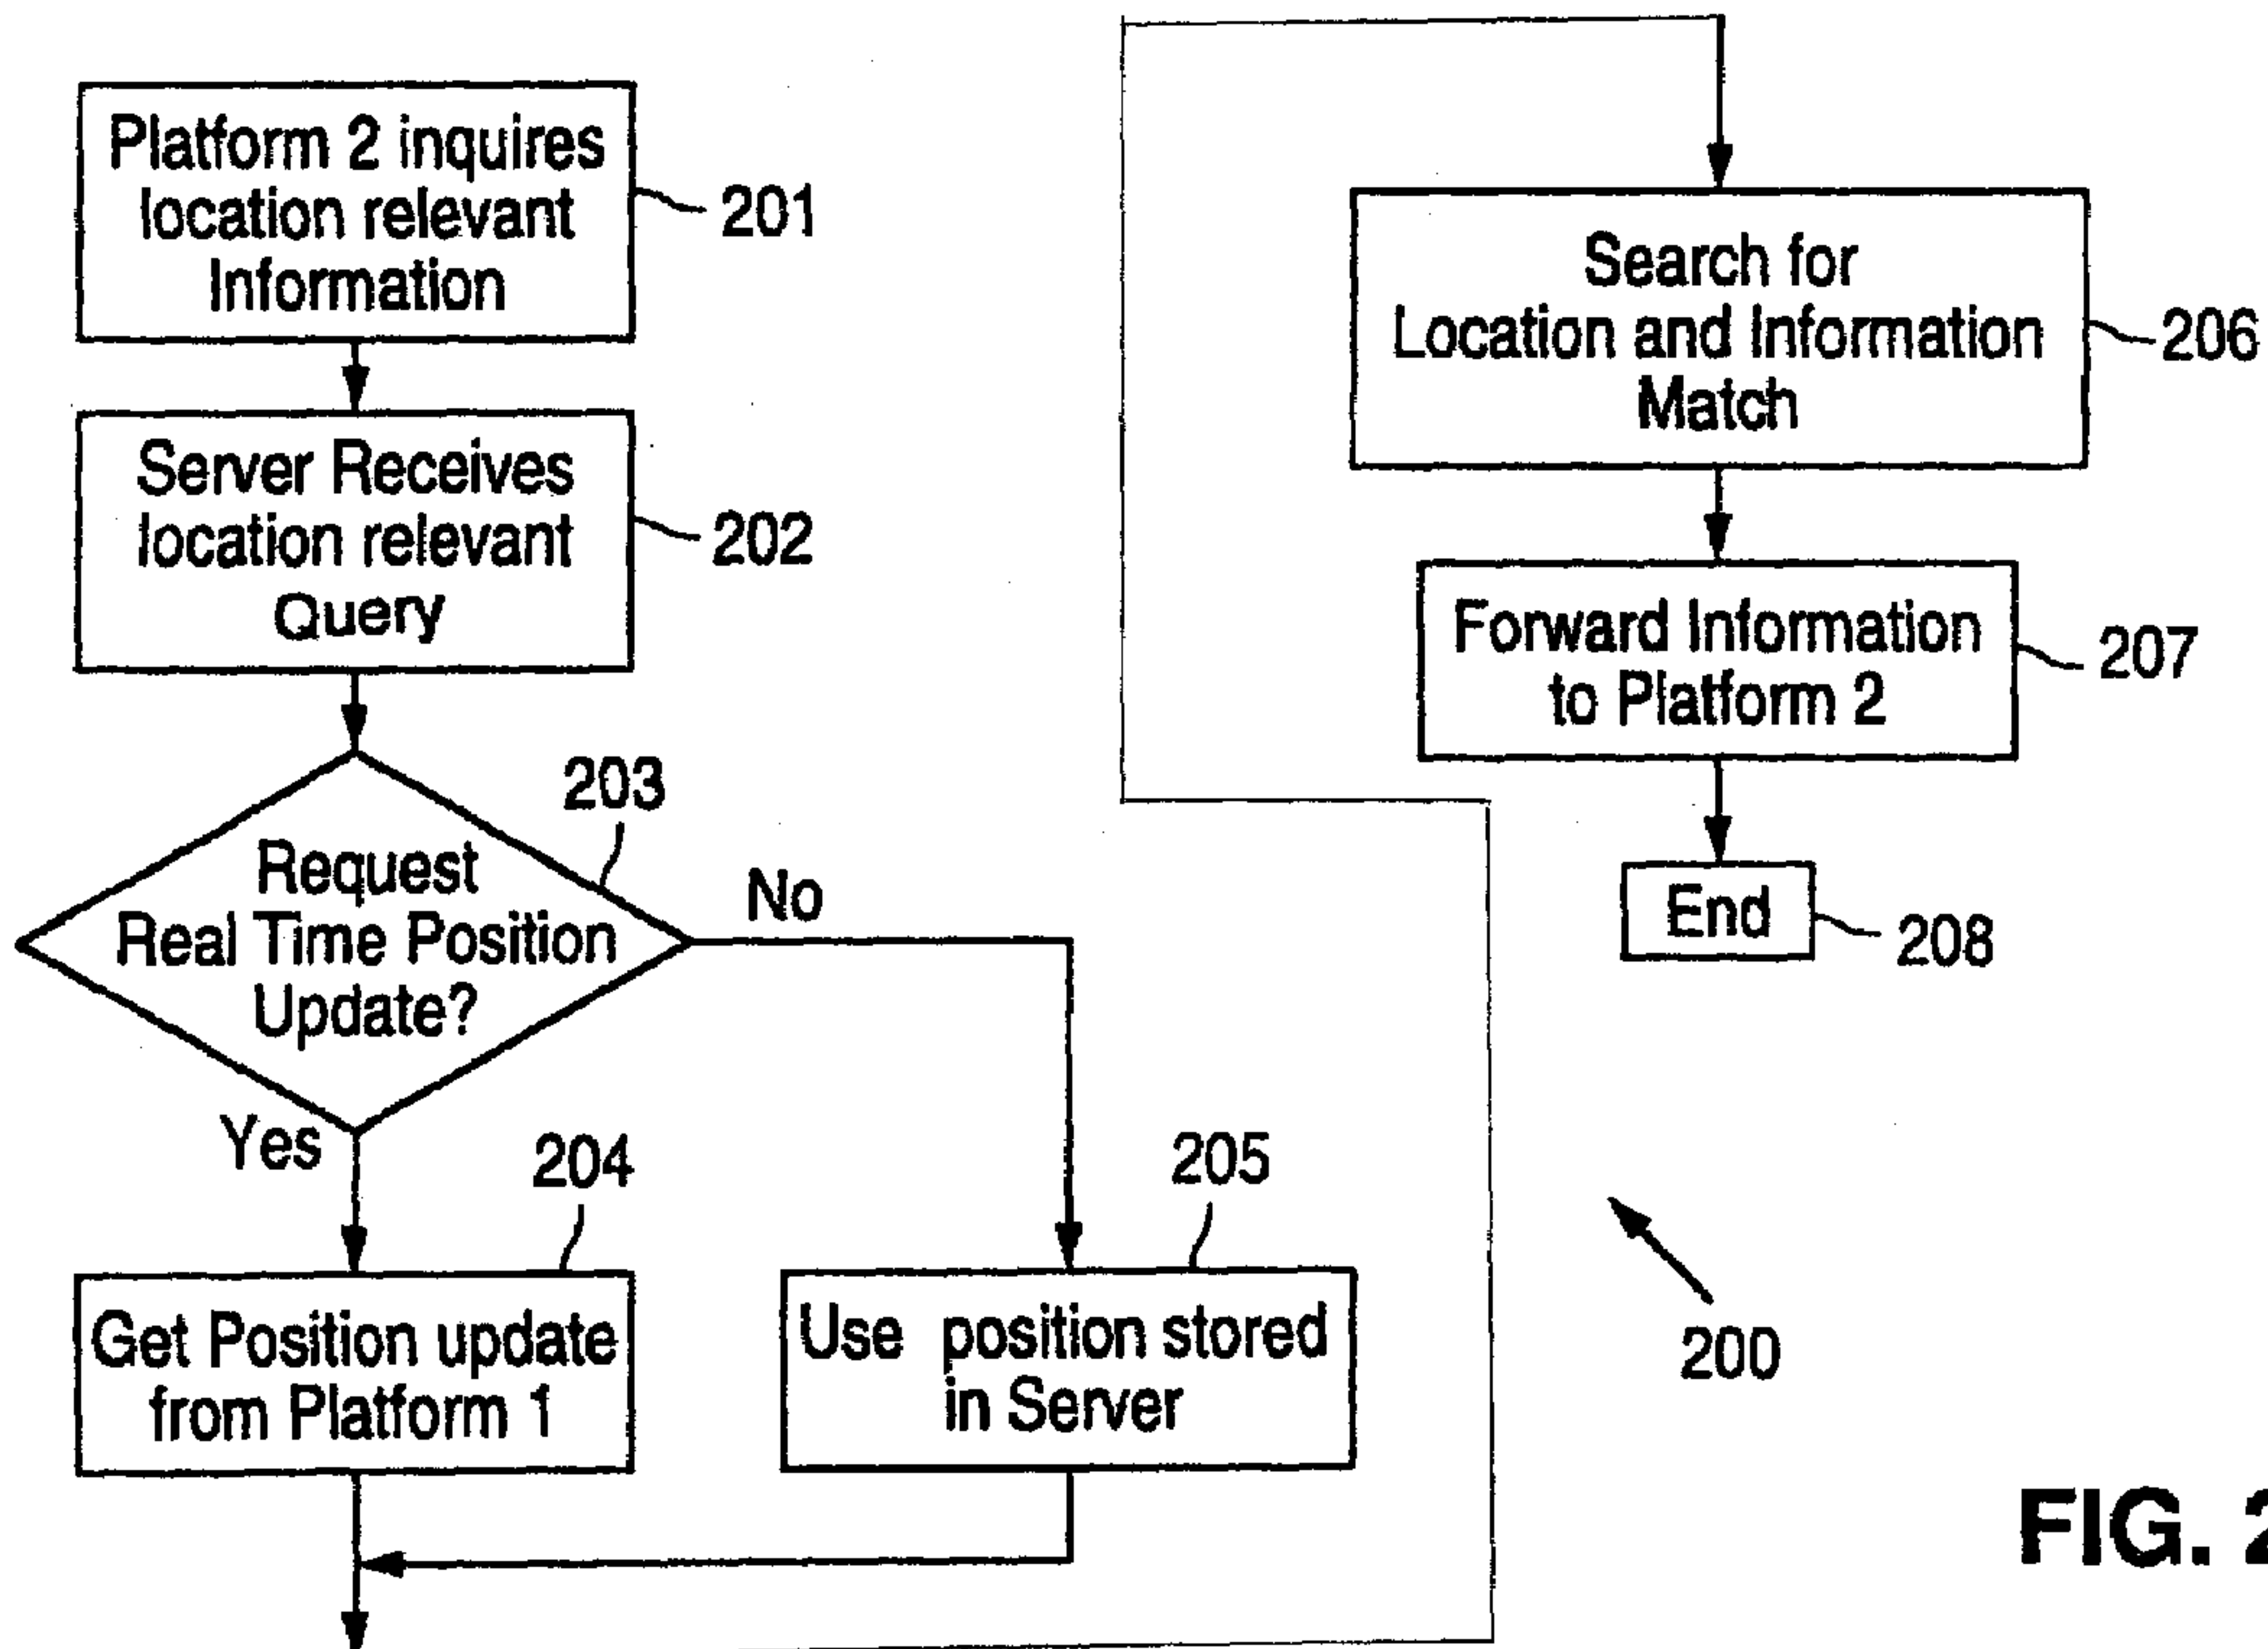 Platform 2 inquires
location relevant
Information
201
Server Receives
location relevant
Query
202
203
Request
Real Time Position
Update?
No
Yes
204
Get Position update
from Platform 1
205
Use position stored
in Server
Search for
Location and Information
Match
206
Forward Information
to Platform 2
207
End
208
200
FIG. 2